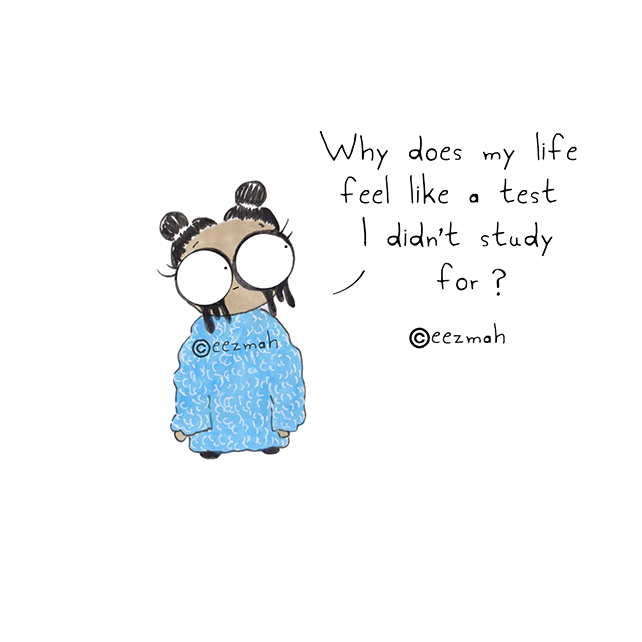 Why does my life
feel like a test
I didn't study
for?
©eezmah
©eezmah